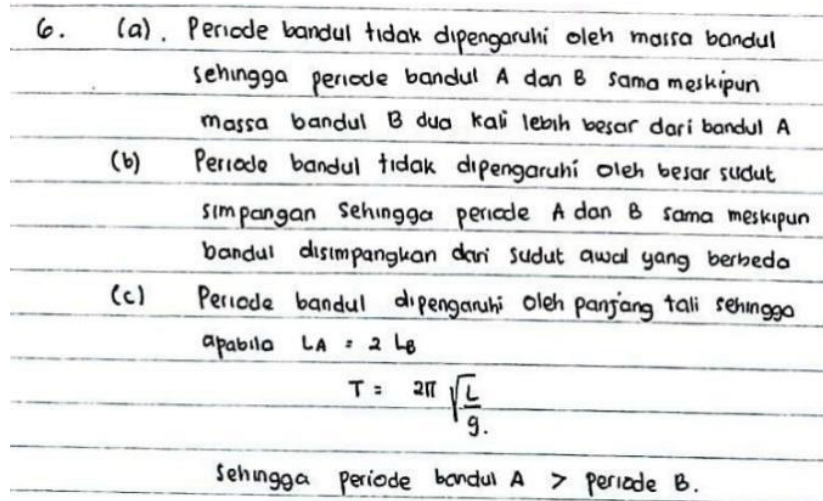 6. (a). Periode bandul tidak dipengaruhi oleh massa bandul
sehingga periode bandul A dan B sama meskipun
massa bandul B dua kali lebih besar dari bandul A
(b) Periode bandul tidak dipengaruhi oleh besar sudut
simpangan sehingga periode A dan B sama meskipun
bandul disimpangkan dari sudut awal yang berbeda
(c) Periode bandul dipengaruhi oleh panjang tali sehingga
apabila LA = 2 LB
T = 2π √(L/g).
Sehingga periode bandul A > periode B.